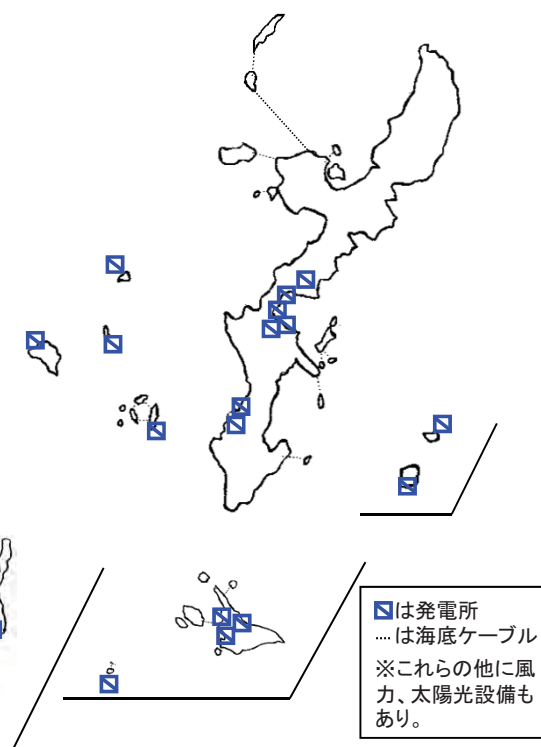 は発電所
は海底ケーブル
※これらの他に風
力、太陽光設備も
あり。